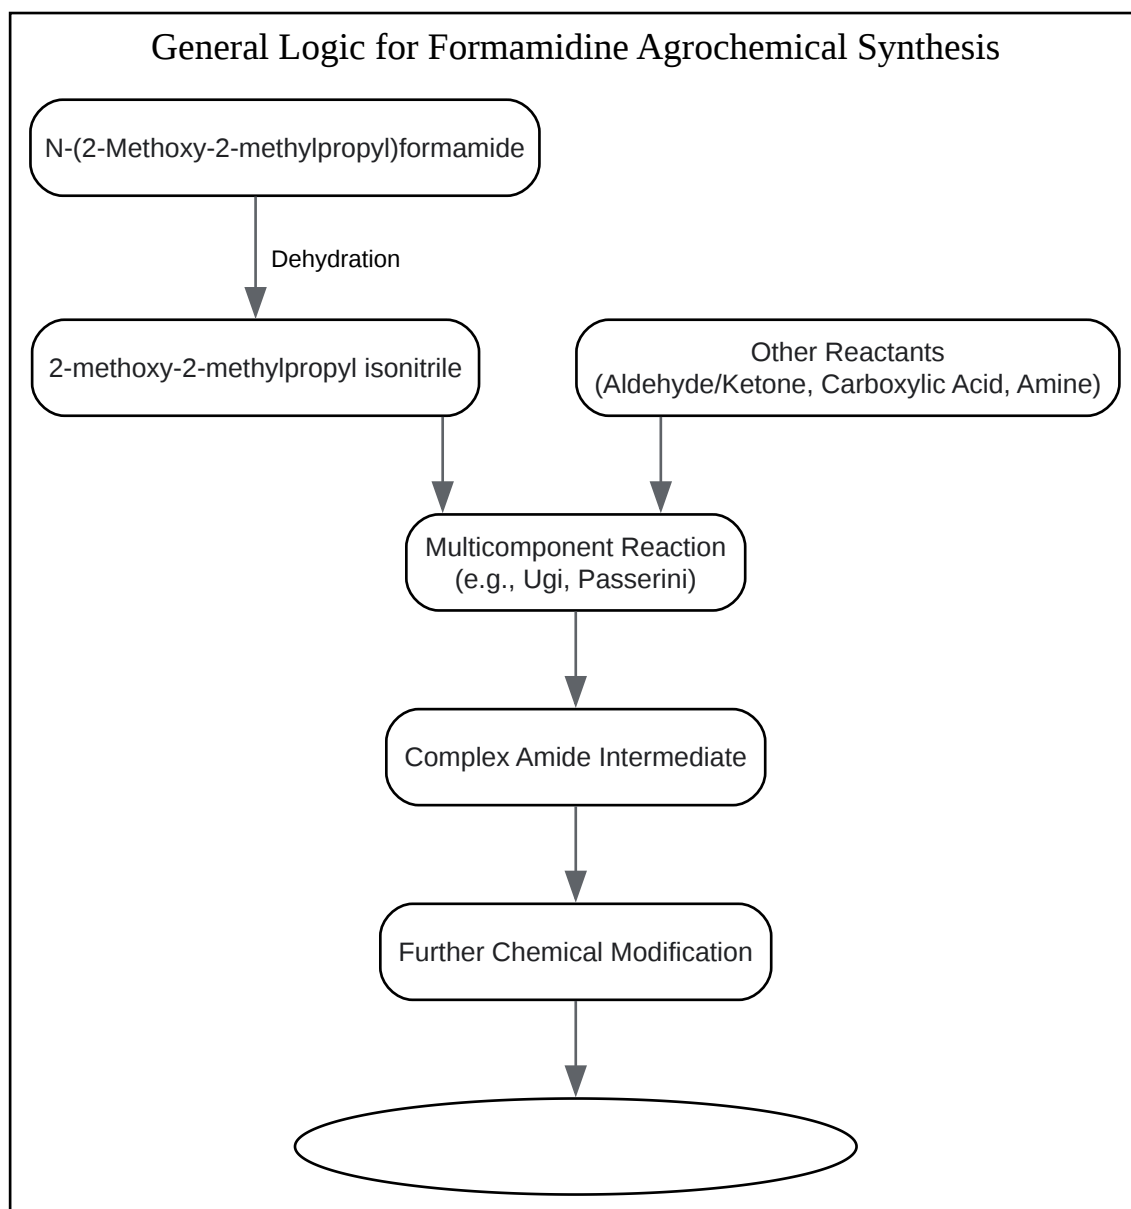 General Logic for Formamidine Agrochemical Synthesis
N-(2-Methoxy-2-methylpropyl)formamide
Dehydration
2-methoxy-2-methylpropyl isonitrile
Other Reactants
(Aldehyde/Ketone, Carboxylic Acid, Amine)
Multicomponent Reaction
(e.g., Ugi, Passerini)
Complex Amide Intermediate
Further Chemical Modification